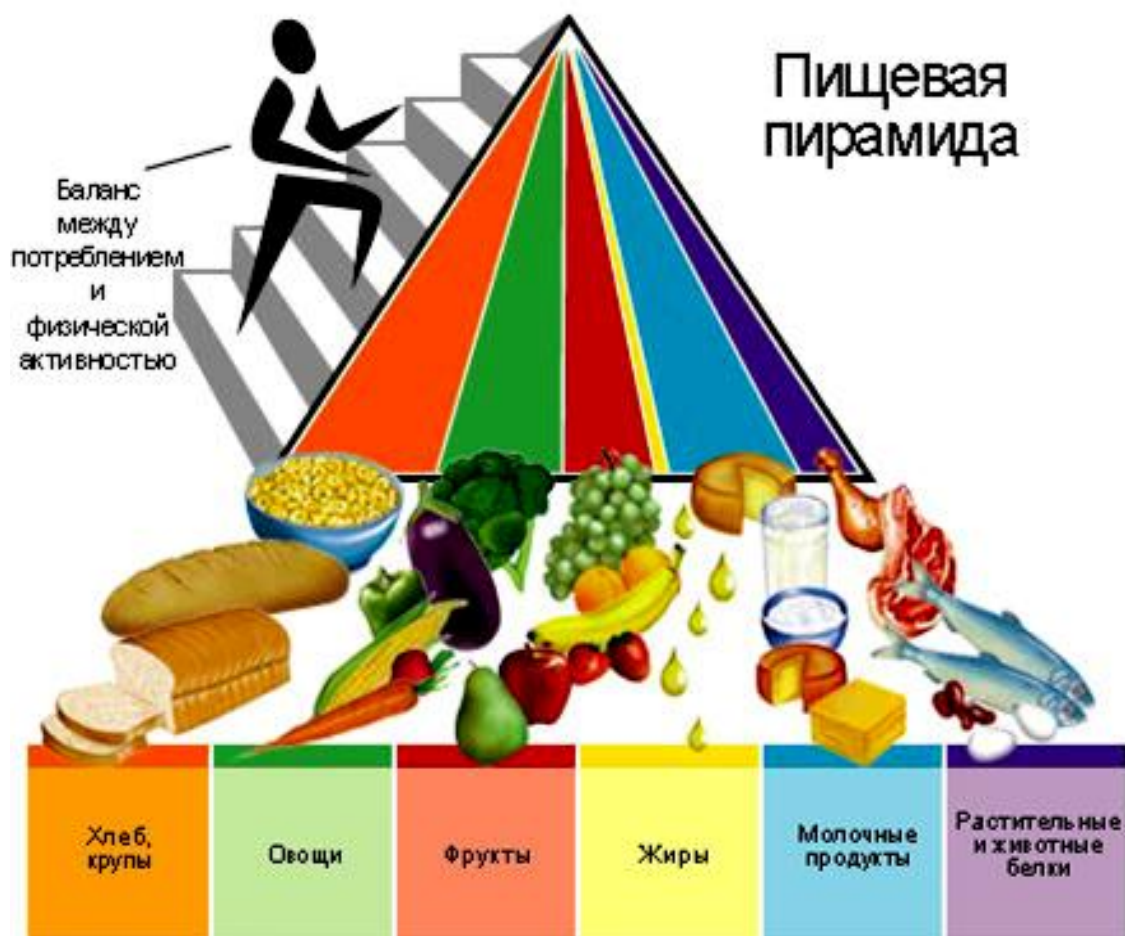 Пищевая
пирамида
Баланс
между
потреблением
и
физической
активностью
Хлеб,
крупы
Овощи
Фрукты
Жиры
Молочные
продукты
Растительные
и животные
белки